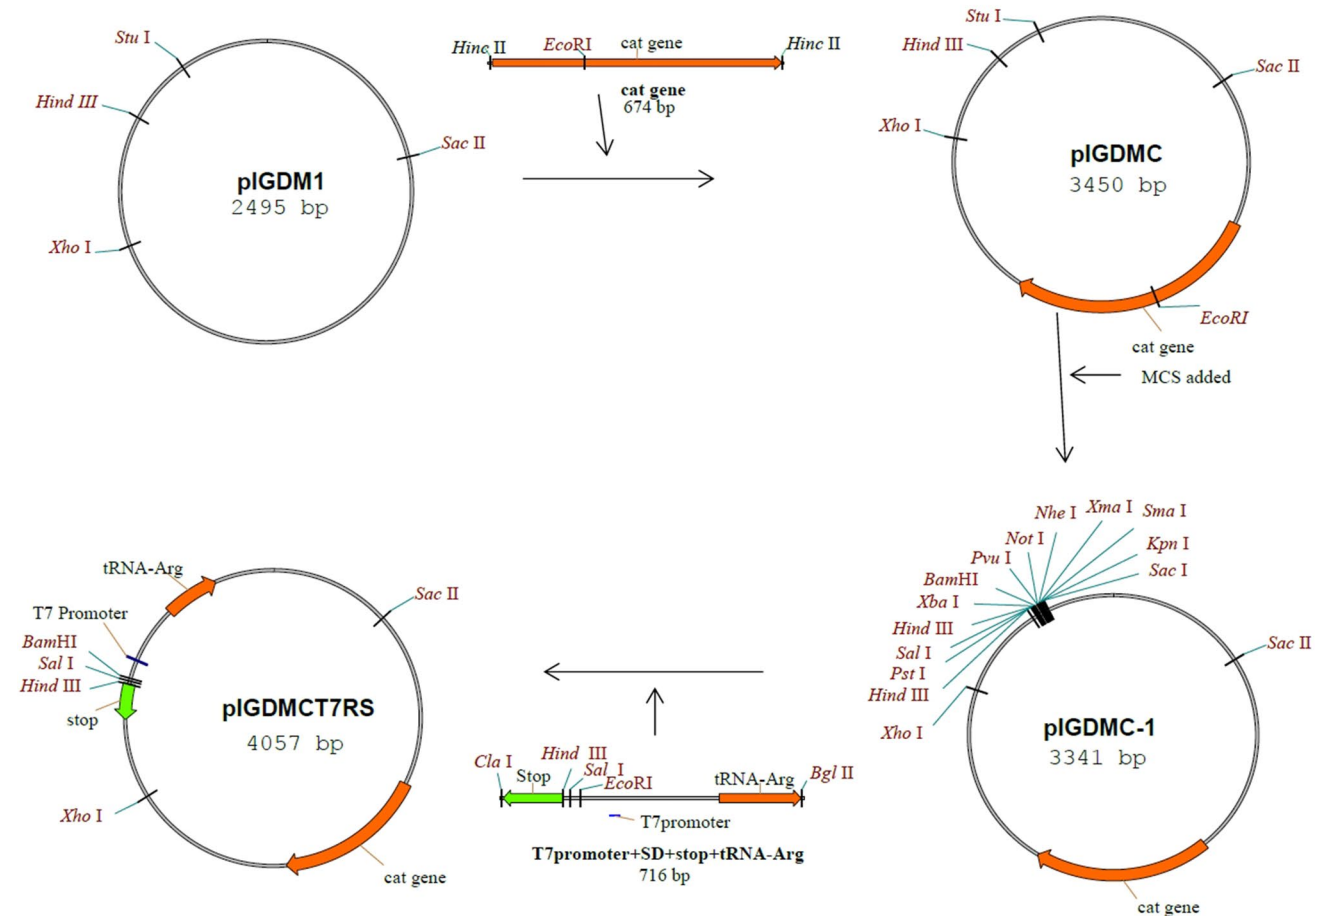 Stu I
Hind III
Sac II
Xho I
pIGDM1
2495 bp
Hinc II
EcoRI
cat gene
Hinc II
cat gene
674 bp
Stu I
Hind III
Sac II
Xho I
pIGDMC
3450 bp
EcoRI
cat gene
MCS added
tRNA-Arg
T7 Promoter
BamHI
Sal I
Hind III
stop
Sac II
pIGDMCT7RS
4057 bp
Xho I
cat gene
Cla I
Stop
Hind III
Sal I
EcoRI
tRNA-Arg
Bgl II
T7promoter
T7promoter+SD+stop+tRNA-Arg
716 bp
Nhe I
Xma I
Sma I
Not I
Kpn I
Pvu I
Sac I
BamHI
Xba I
Hind III
Sal I
Pst I
Hind III
Xho I
Sac II
pIGDMC-1
3341 bp
cat gene